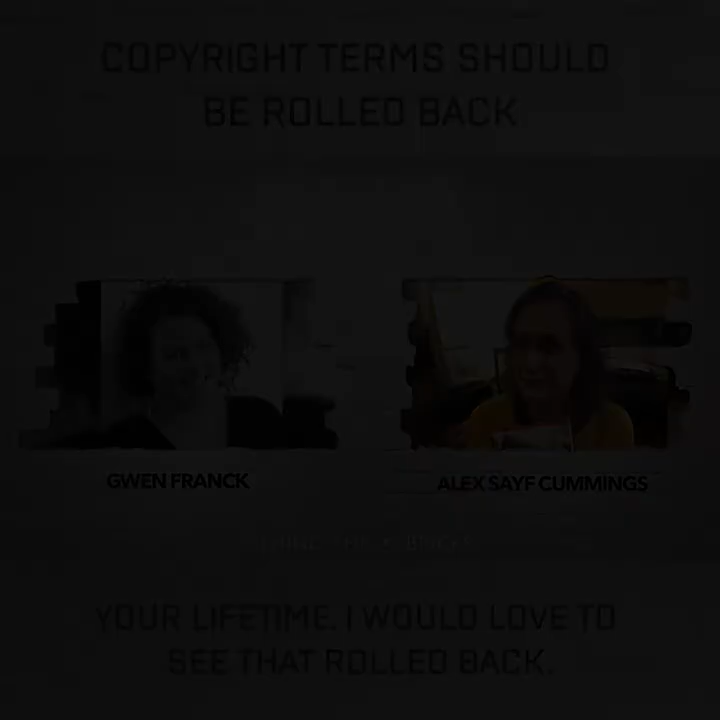 COPYRIGHT TERMS SHOULD
BE ROLLED BACK
GWEN FRANCK
ALEX SAYF CUMMINGS
YOUR LIFETIME. I WOULD LOVE TO
SEE THAT ROLLED BACK.